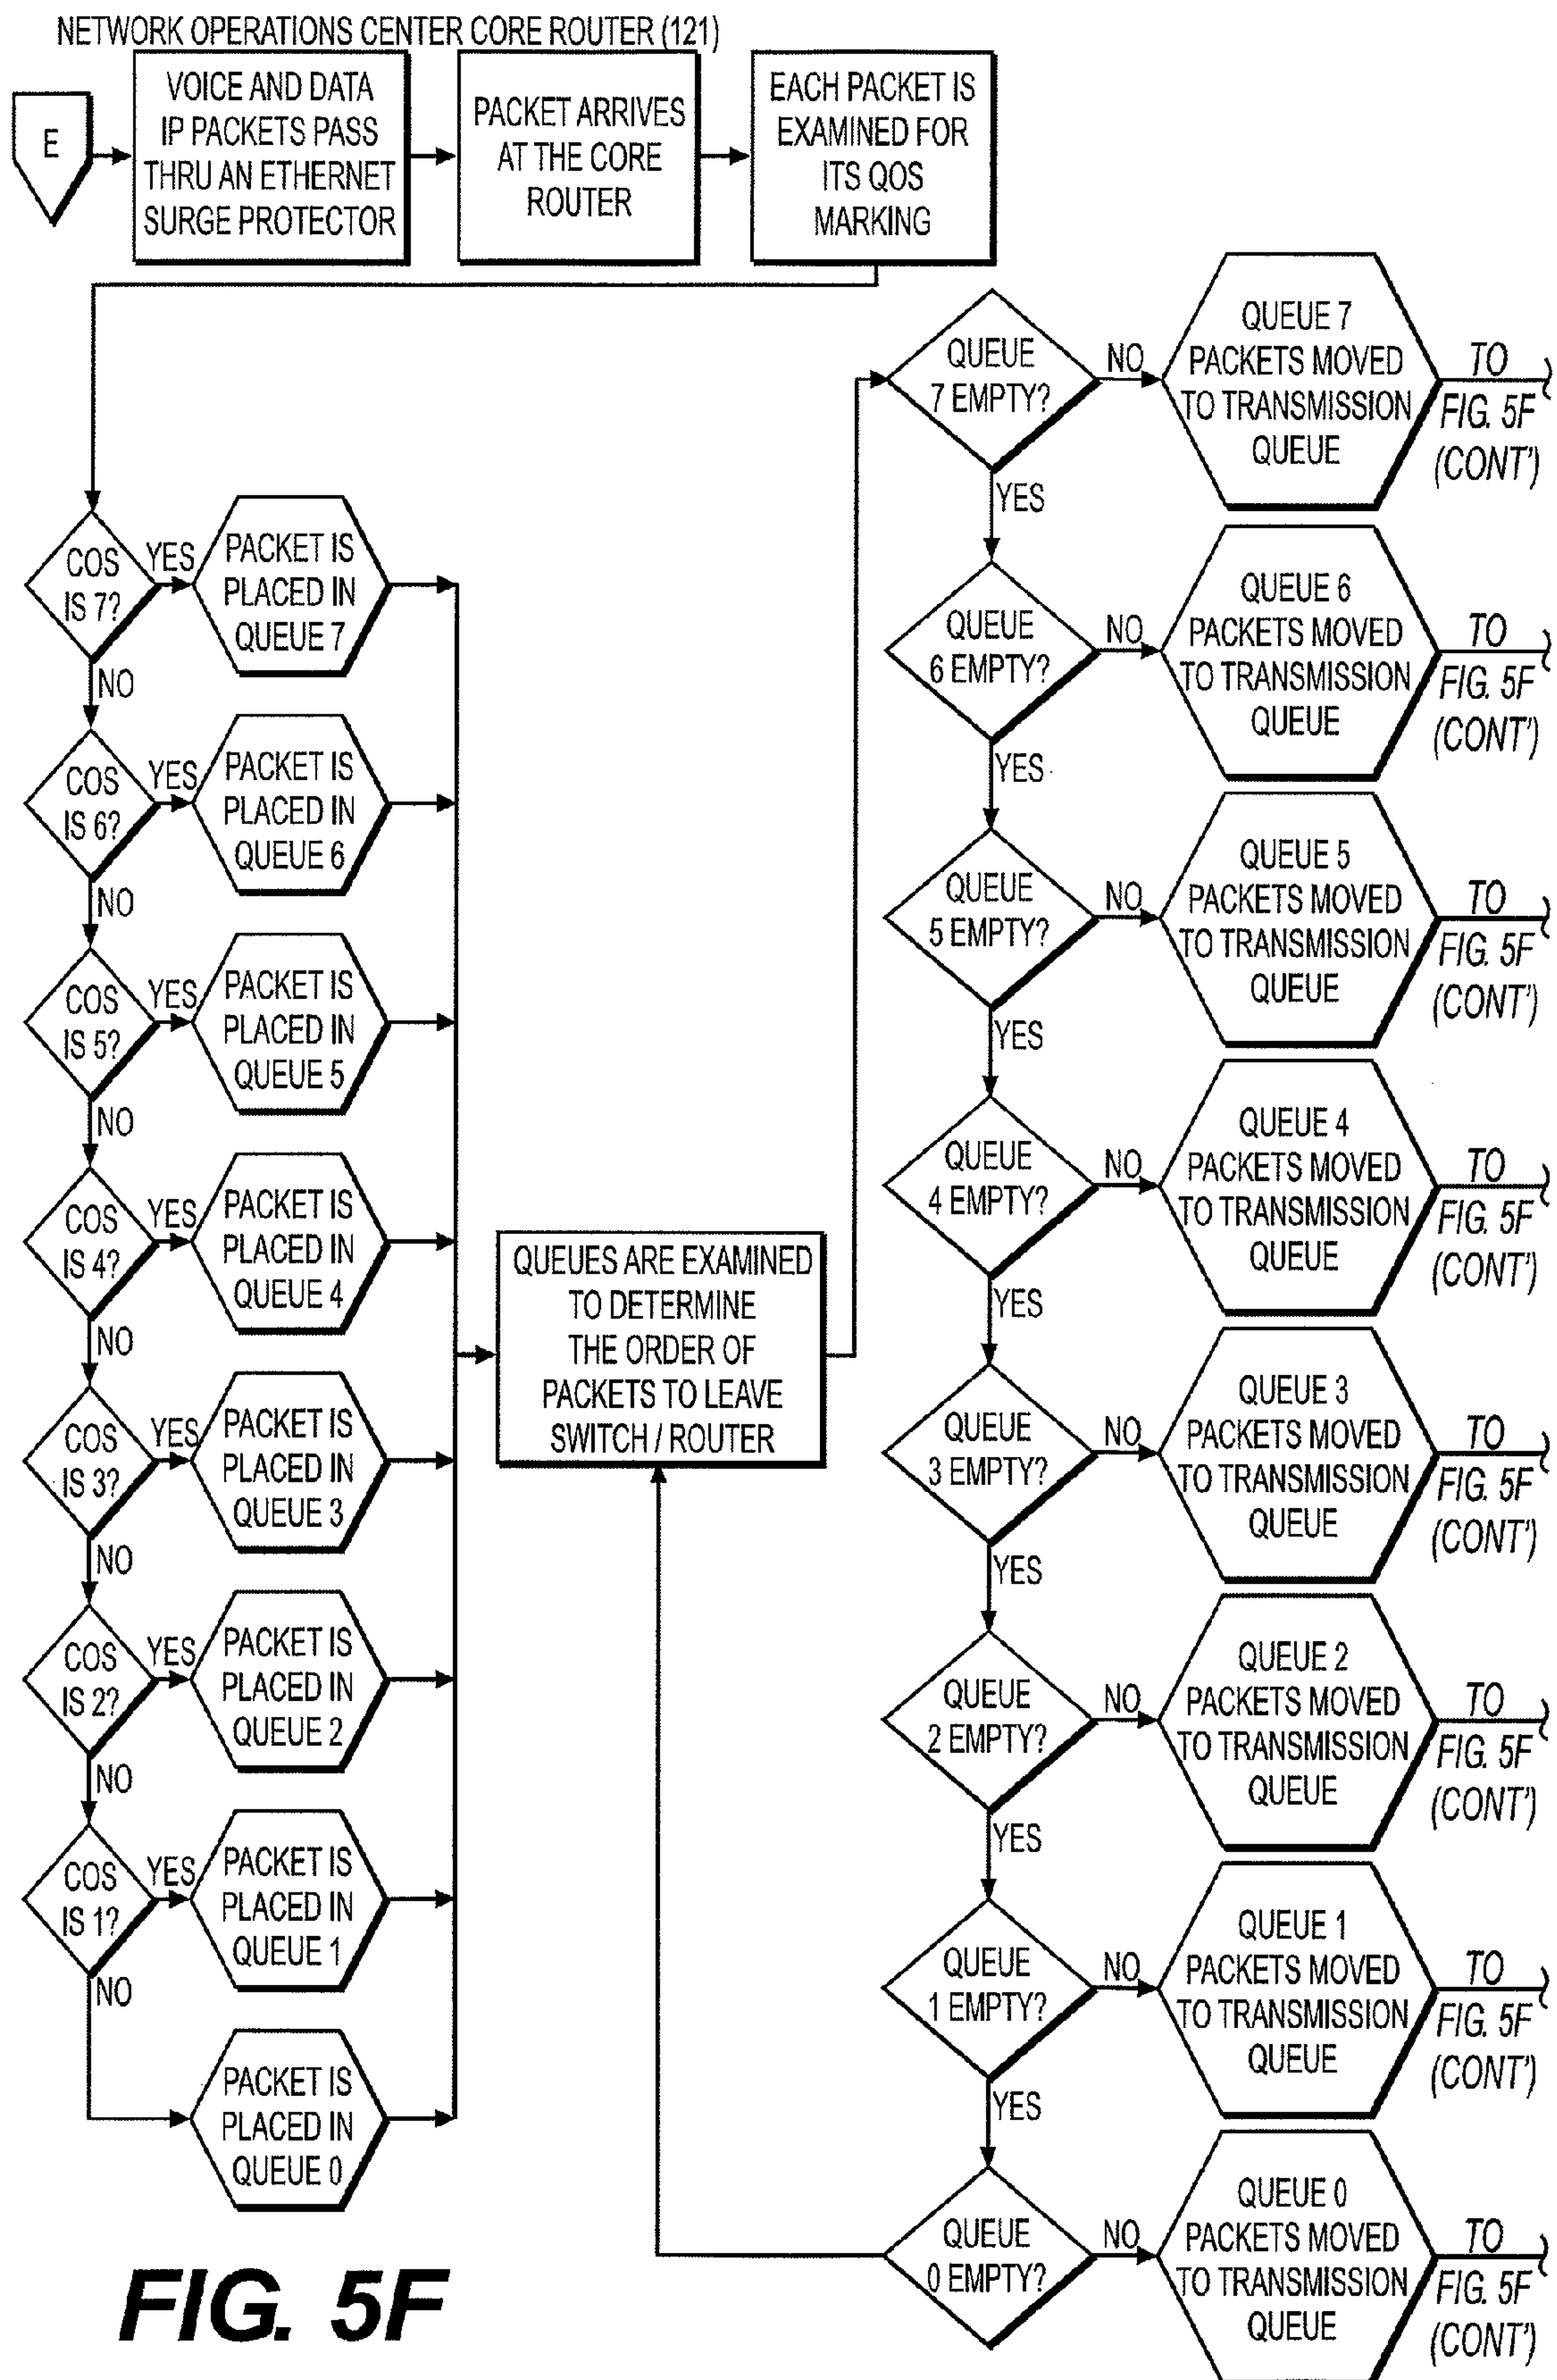 NETWORK OPERATIONS CENTER CORE ROUTER (121)
E
VOICE AND DATA
IP PACKETS PASS
THRU AN ETHERNET
SURGE PROTECTOR
PACKET ARRIVES
AT THE CORE
ROUTER
EACH PACKET IS
EXAMINED FOR
ITS QOS
MARKING
COS
IS 7?
YES
PACKET IS
PLACED IN
QUEUE 7
NO
COS
IS 6?
YES
PACKET IS
PLACED IN
QUEUE 6
NO
COS
IS 5?
YES
PACKET IS
PLACED IN
QUEUE 5
NO
COS
IS 4?
YES
PACKET IS
PLACED IN
QUEUE 4
NO
COS
IS 3?
YES
PACKET IS
PLACED IN
QUEUE 3
NO
COS
IS 2?
YES
PACKET IS
PLACED IN
QUEUE 2
NO
COS
IS 1?
YES
PACKET IS
PLACED IN
QUEUE 1
NO
PACKET IS
PLACED IN
QUEUE 0
QUEUES ARE EXAMINED
TO DETERMINE
THE ORDER OF
PACKETS TO LEAVE
SWITCH / ROUTER
QUEUE
7 EMPTY?
NO
QUEUE 7
PACKETS MOVED
TO TRANSMISSION
QUEUE
TO
FIG. 5F
(CONT')
YES
QUEUE
6 EMPTY?
NO
QUEUE 6
PACKETS MOVED
TO TRANSMISSION
QUEUE
TO
FIG. 5F
(CONT')
YES
QUEUE
5 EMPTY?
NO
QUEUE 5
PACKETS MOVED
TO TRANSMISSION
QUEUE
TO
FIG. 5F
(CONT')
YES
QUEUE
4 EMPTY?
NO
QUEUE 4
PACKETS MOVED
TO TRANSMISSION
QUEUE
TO
FIG. 5F
(CONT')
YES
QUEUE
3 EMPTY?
NO
QUEUE 3
PACKETS MOVED
TO TRANSMISSION
QUEUE
TO
FIG. 5F
(CONT')
YES
QUEUE
2 EMPTY?
NO
QUEUE 2
PACKETS MOVED
TO TRANSMISSION
QUEUE
TO
FIG. 5F
(CONT')
YES
QUEUE
1 EMPTY?
NO
QUEUE 1
PACKETS MOVED
TO TRANSMISSION
QUEUE
TO
FIG. 5F
(CONT')
YES
QUEUE
0 EMPTY?
NO
QUEUE 0
PACKETS MOVED
TO TRANSMISSION
QUEUE
TO
FIG. 5F
(CONT')
FIG. 5F